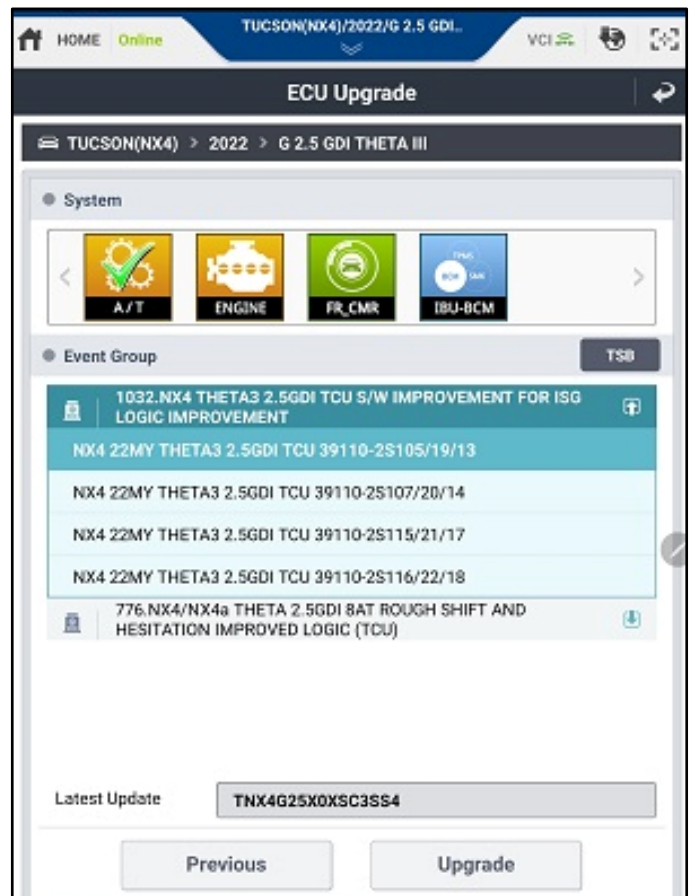 TUCSON(NX4)/2022/G 2.5 GDI..
HOME Online VCI
ECU Upgrade
TUCSON(NX4) > 2022 > G 2.5 GDI THETA III
System
A/T ENGINE FR_CMR IBU-BCM
Event Group TSB
1032.NX4 THETA3 2.5GDI TCU S/W IMPROVEMENT FOR ISG
LOGIC IMPROVEMENT
NX4 22MY THETA3 2.5GDI TCU 39110-2S105/19/13
NX4 22MY THETA3 2.5GDI TCU 39110-2S107/20/14
NX4 22MY THETA3 2.5GDI TCU 39110-2S115/21/17
NX4 22MY THETA3 2.5GDI TCU 39110-2S116/22/18
776.NX4/NX4a THETA 2.5GDI 8AT ROUGH SHIFT AND
HESITATION IMPROVED LOGIC (TCU)
Latest Update TNX4G25X0XSC3SS4
Previous Upgrade